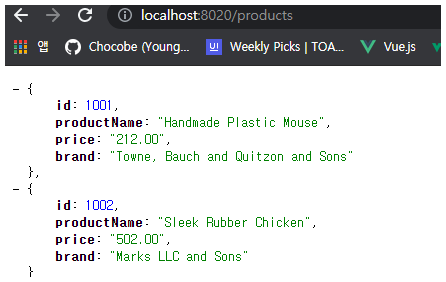 localhost:8020/products
앱 Chocobe (Young... U! Weekly Picks | TOA... Vue.js
- {
id: 1001,
productName: "Handmade Plastic Mouse",
price: "212.00",
brand: "Towne, Bauch and Quitzon and Sons"
},
- {
id: 1002,
productName: "Sleek Rubber Chicken",
price: "502.00",
brand: "Marks LLC and Sons"
}